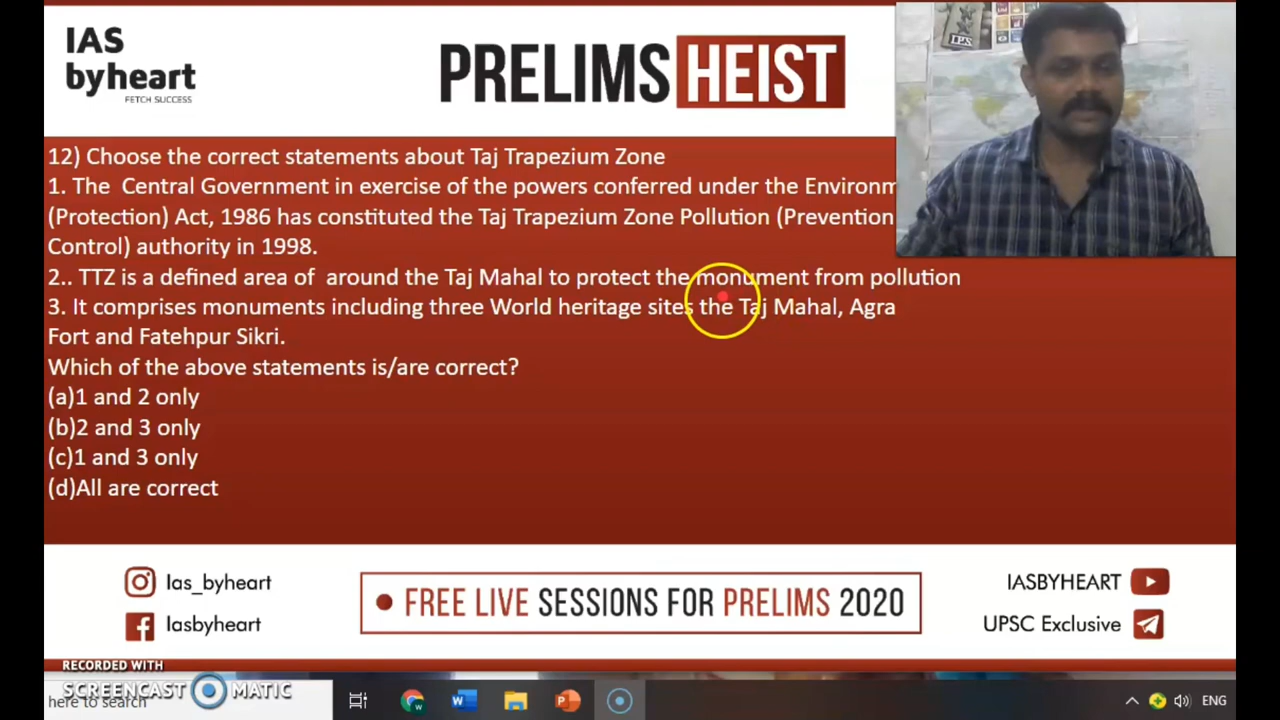 IAS
byheart
FETCH SUCCESS
PRELIMS HEIST
IPS
12) Choose the correct statements about Taj Trapezium Zone
1. The Central Government in exercise of the powers conferred under the Environm
(Protection) Act, 1986 has constituted the Taj Trapezium Zone Pollution (Prevention
Control) authority in 1998.
2.. TTZ is a defined area of around the Taj Mahal to protect the monument from pollution
3. It comprises monuments including three World heritage sites the Taj Mahal, Agra
Fort and Fatehpur Sikri.
Which of the above statements is/are correct?
(a)1 and 2 only
(b)2 and 3 only
(c)1 and 3 only
(d)All are correct
Ias_byheart
Iasbyheart
• FREE LIVE SESSIONS FOR PRELIMS 2020
IASBYHEART
UPSC Exclusive
RECORDED WITH
SCREENCAST MATIC
here to search
ENG